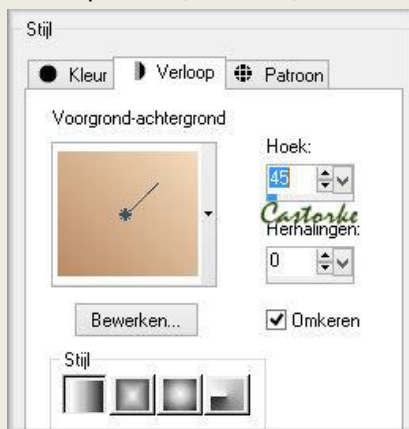 Stijl
Kleur Verloop Patroon
Voorgrond-achtergrond
Hoek:
45
Castorke
Herhalingen:
0
Bewerken...
Omkeren
Stijl